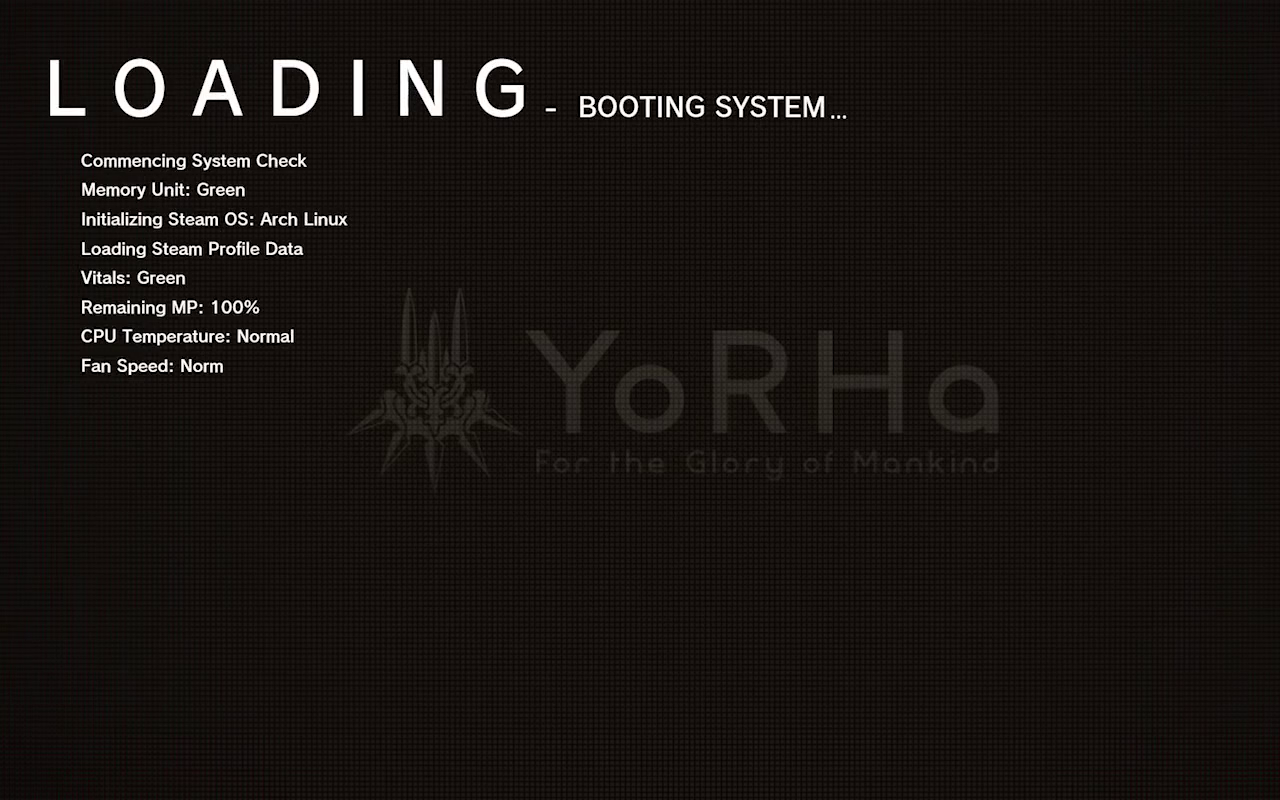 LOADING - BOOTING SYSTEM...
Commencing System Check
Memory Unit: Green
Initializing Steam OS: Arch Linux
Loading Steam Profile Data
Vitals: Green
Remaining MP: 100%
CPU Temperature: Normal
Fan Speed: Norm
YoRHa
For the Glory of Mankind